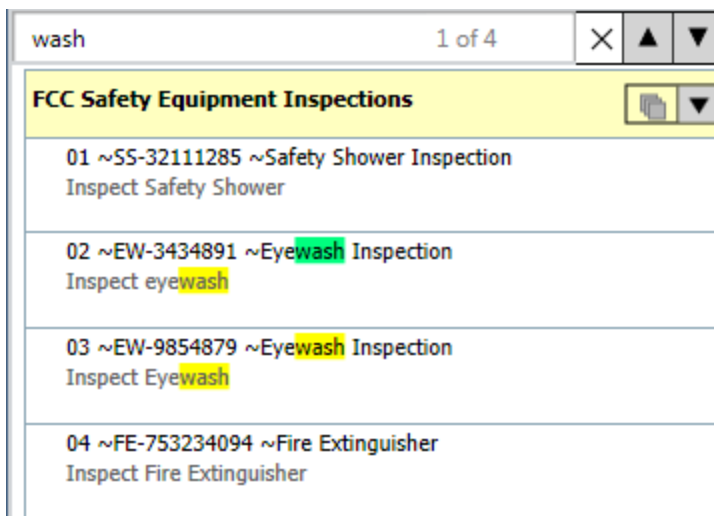 wash 1 of 4
FCC Safety Equipment Inspections
01 ~SS-32111285 ~Safety Shower Inspection
Inspect Safety Shower
02 ~EW-3434891 ~Eyewash Inspection
Inspect eyewash
03 ~EW-9854879 ~Eyewash Inspection
Inspect Eyewash
04 ~FE-753234094 ~Fire Extinguisher
Inspect Fire Extinguisher